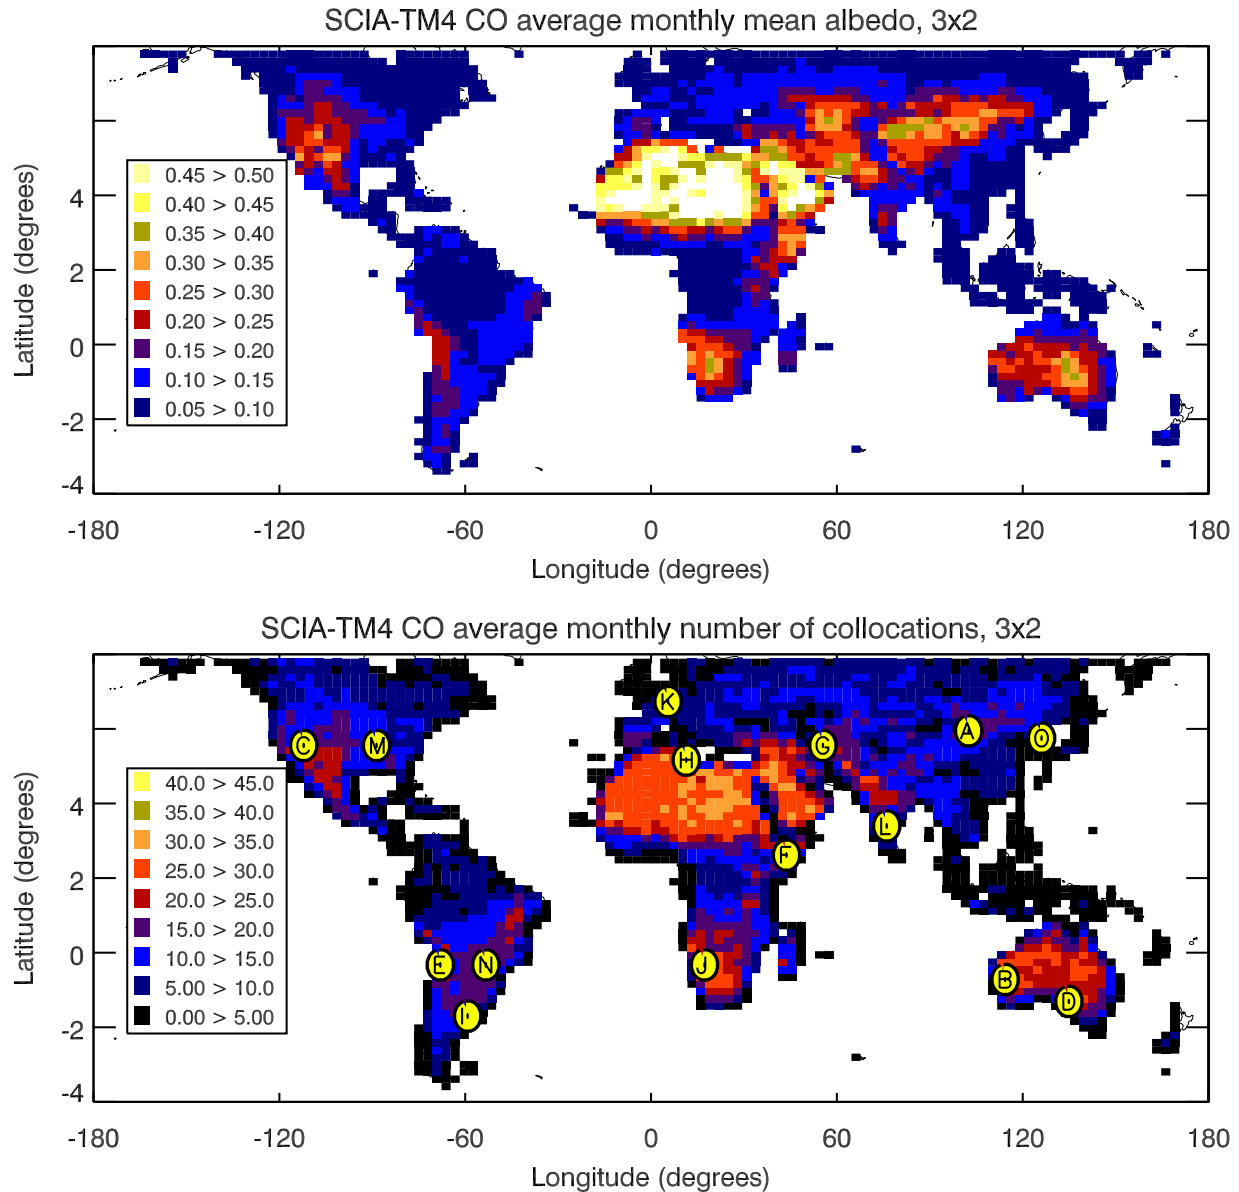 SCIA-TM4 CO average monthly mean albedo, 3x2
Latitude (degrees)
4
2
0
-2
-4
0.45 > 0.50
0.40 > 0.45
0.35 > 0.40
0.30 > 0.35
0.25 > 0.30
0.20 > 0.25
0.15 > 0.20
0.10 > 0.15
0.05 > 0.10
-180 -120 -60 0 60 120 180
Longitude (degrees)
SCIA-TM4 CO average monthly number of collocations, 3x2
Latitude (degrees)
4
2
0
-2
-4
40.0 > 45.0
35.0 > 40.0
30.0 > 35.0
25.0 > 30.0
20.0 > 25.0
15.0 > 20.0
10.0 > 15.0
5.00 > 10.0
0.00 > 5.00
K
A
O
C
M
G
H
L
F
E
N
J
B
D
I
-180 -120 -60 0 60 120 180
Longitude (degrees)